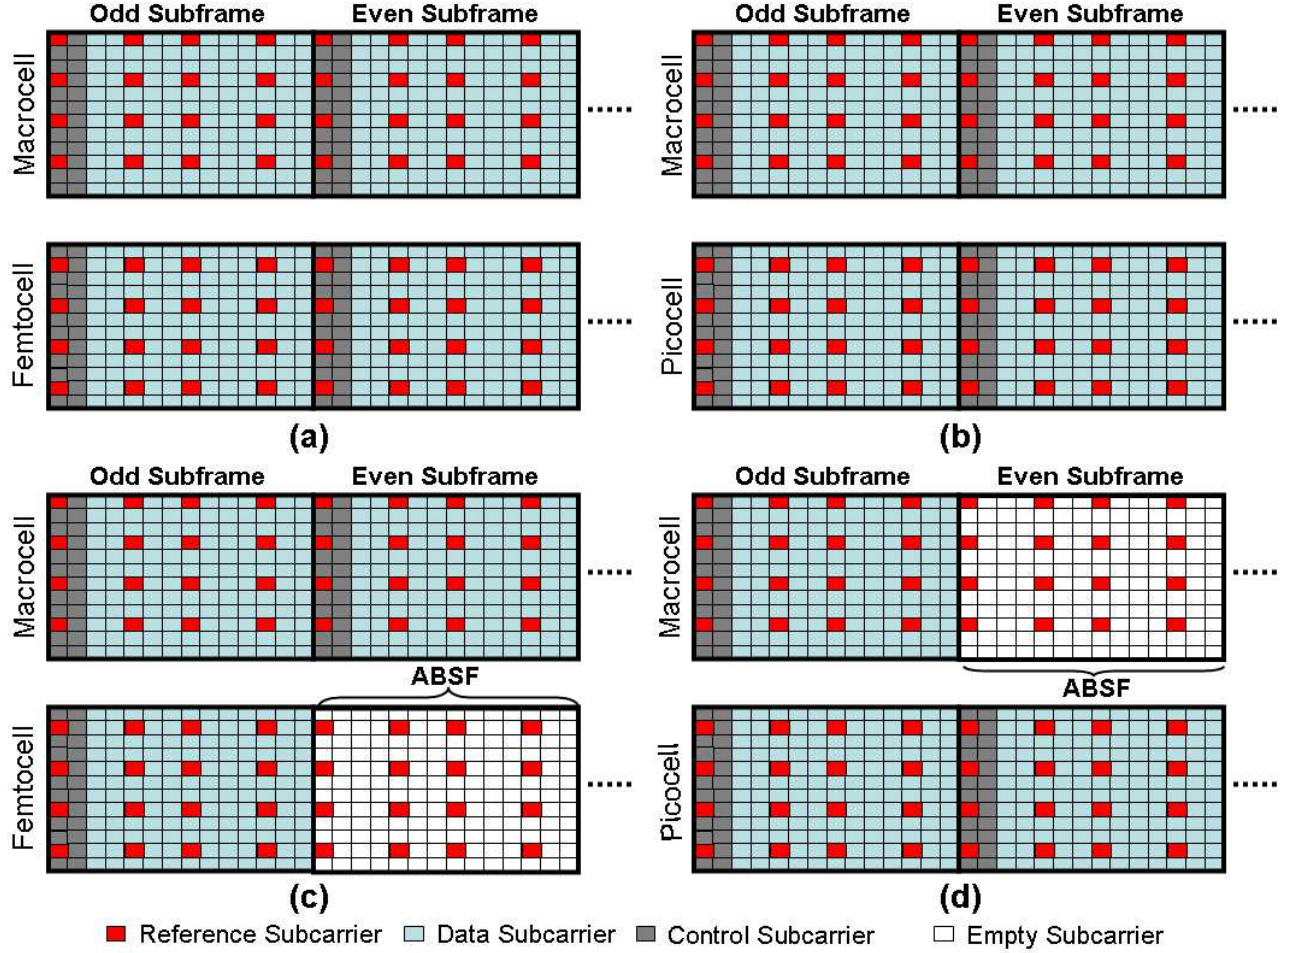 Odd Subframe Even Subframe
Macrocell
.....
Femtocell
.....
(a)
Odd Subframe Even Subframe
Macrocell
.....
Picocell
.....
(b)
Odd Subframe Even Subframe
Macrocell
.....
ABSF
Femtocell
.....
(c)
Odd Subframe Even Subframe
Macrocell
.....
ABSF
Picocell
.....
(d)
Reference Subcarrier Data Subcarrier Control Subcarrier Empty Subcarrier